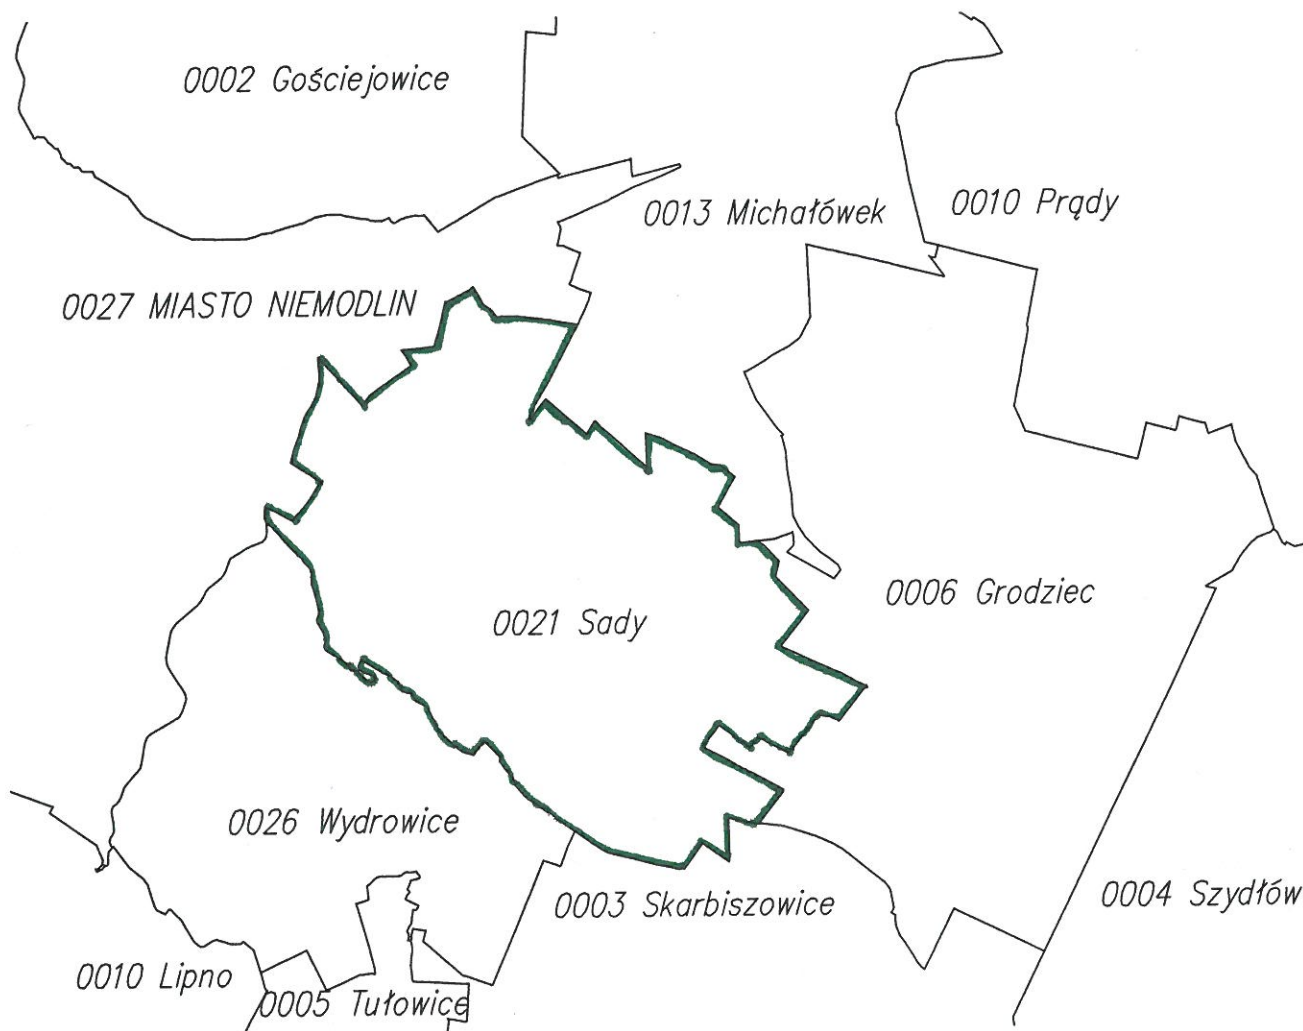 0002 Gościejowice
0013 Michałówek
0010 Prądy
0027 MIASTO NIEMODLIN
0006 Grodziec
0021 Sady
0026 Wydrowice
0003 Skarbiszowice
0004 Szydłów
0010 Lipno
0005 Tułowice